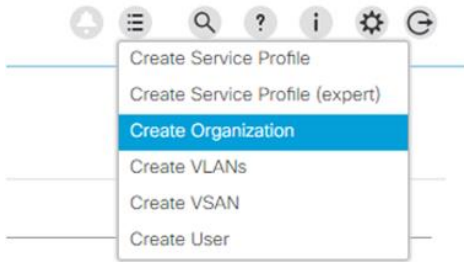 Create Service Profile
Create Service Profile (expert)
Create Organization
Create VLANs
Create VSAN
Create User